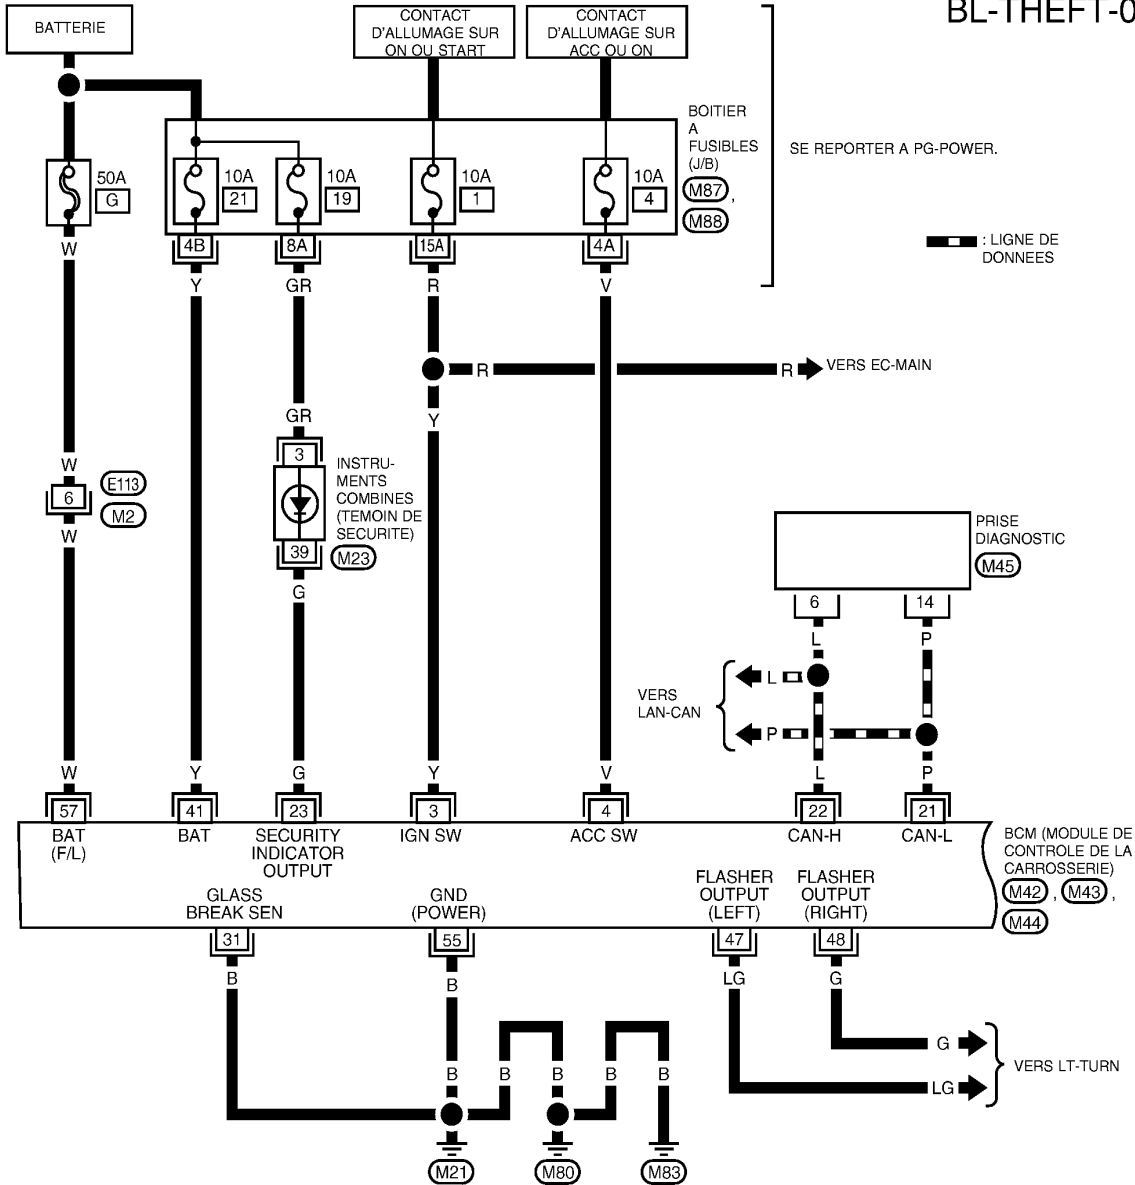 BL-THEFT-0
BATTERIE
CONTACT
D'ALLUMAGE SUR
ON OU START
CONTACT
D'ALLUMAGE SUR
ACC OU ON
BOITIER
A
FUSIBLES
(J/B)
M87 ,
M88
SE REPORTER A PG-POWER.
50A
G
10A
21
10A
19
10A
1
10A
4
: LIGNE DE
DONNEES
4B
8A
15A
4A
W
Y
GR
R
V
R
R
VERS EC-MAIN
GR
Y
W
3
INSTRU-
MENTS
COMBINES
(TEMOIN DE
SECURITE)
M23
6
E113
M2
W
39
G
PRISE
DIAGNOSTIC
M45
6
14
L
P
VERS
LAN-CAN
L
P
W
Y
G
Y
V
L
P
57
41
23
3
4
22
21
BAT
(F/L)
BAT
SECURITY
INDICATOR
OUTPUT
IGN SW
ACC SW
CAN-H
CAN-L
BCM (MODULE DE
CONTROLE DE LA
CARROSSERIE)
M42 , M43 ,
M44
GLASS
BREAK SEN
GND
(POWER)
FLASHER
OUTPUT
(LEFT)
FLASHER
OUTPUT
(RIGHT)
31
55
47
48
B
B
LG
G
G
LG
VERS LT-TURN
B
B
B
B
B
M21
M80
M83